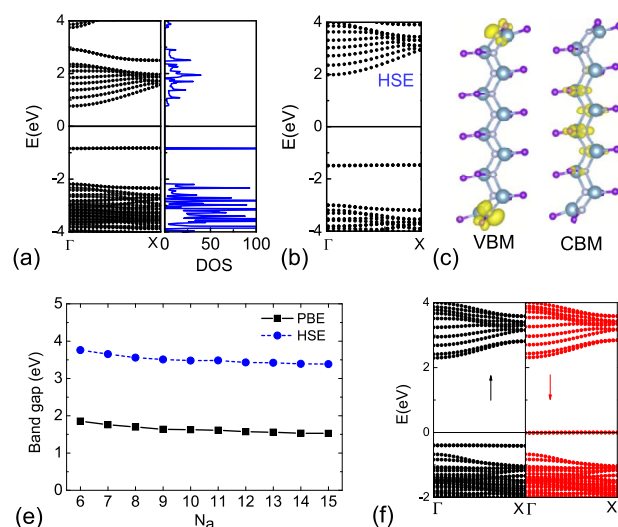 4
2
0
-2
-4
E(eV)
Γ
X
0
50
100
DOS
(a)
4
2
0
-2
-4
E(eV)
HSE
Γ
X
(b)
VBM
CBM
(c)
5
4
3
2
1
0
Band gap (eV)
PBE
HSE
6 7 8 9 10 11 12 13 14 15
Na
(e)
4
2
0
-2
E(eV)
Γ
X
X
(f)